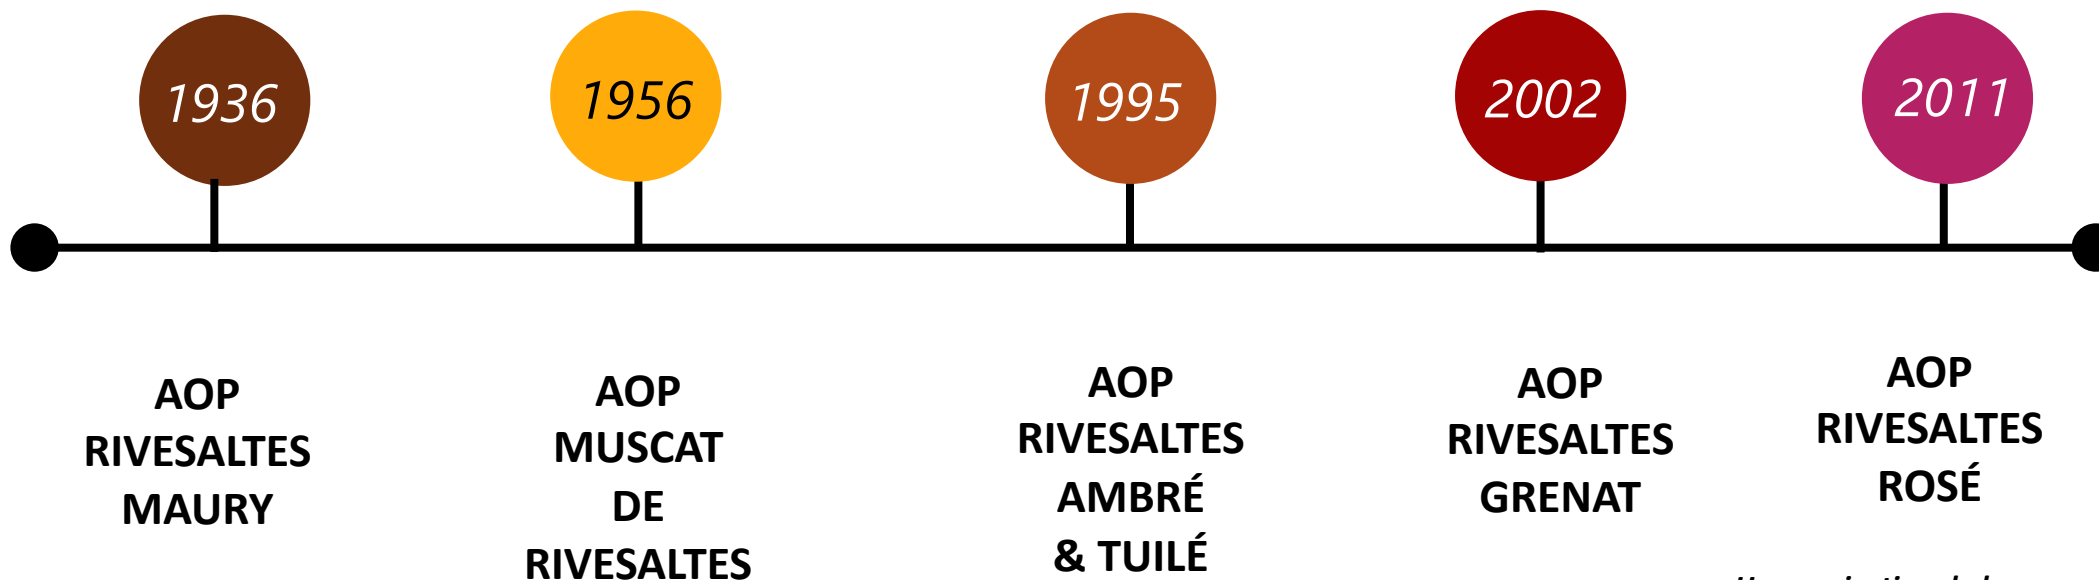 1936
1956
1995
2002
2011
AOP
RIVESALTES
MAURY
AOP
MUSCAT
DE
RIVESALTES
AOP
RIVESALTES
AMBRÉ
& TUILÉ
AOP
RIVESALTES
GRENAT
AOP
RIVESALTES
ROSÉ